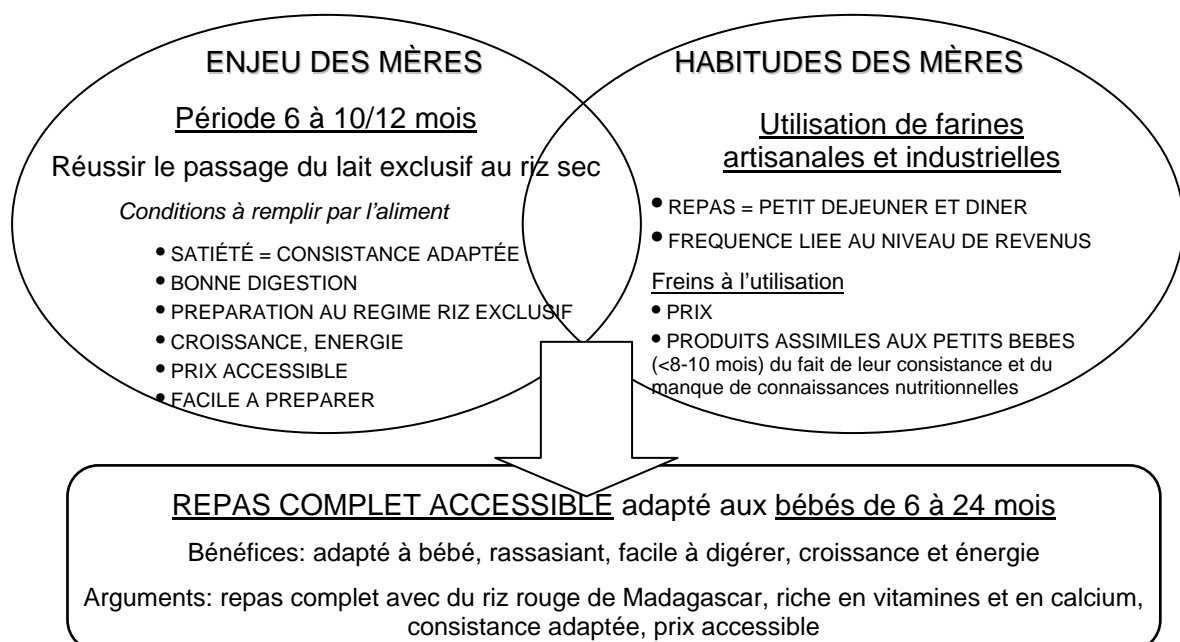 ENJEU DES MÈRES
Période 6 à 10/12 mois
Réussir le passage du lait exclusif au riz sec
Conditions à remplir par l'aliment
• SATIÉTÉ = CONSISTANCE ADAPTÉE
• BONNE DIGESTION
• PREPARATION AU REGIME RIZ EXCLUSIF
• CROISSANCE, ENERGIE
• PRIX ACCESSIBLE
• FACILE A PREPARER
HABITUDES DES MÈRES
Utilisation de farines
artisanales et industrielles
• REPAS = PETIT DEJEUNER ET DINER
• FREQUENCE LIEE AU NIVEAU DE REVENUS
Freins à l'utilisation
• PRIX
• PRODUITS ASSIMILES AUX PETITS BEBES
(<8-10 mois) du fait de leur consistance et du
manque de connaissances nutritionnelles
REPAS COMPLET ACCESSIBLE adapté aux bébés de 6 à 24 mois
Bénéfices: adapté à bébé, rassasiant, facile à digérer, croissance et énergie
Arguments: repas complet avec du riz rouge de Madagascar, riche en vitamines et en calcium,
consistance adaptée, prix accessible